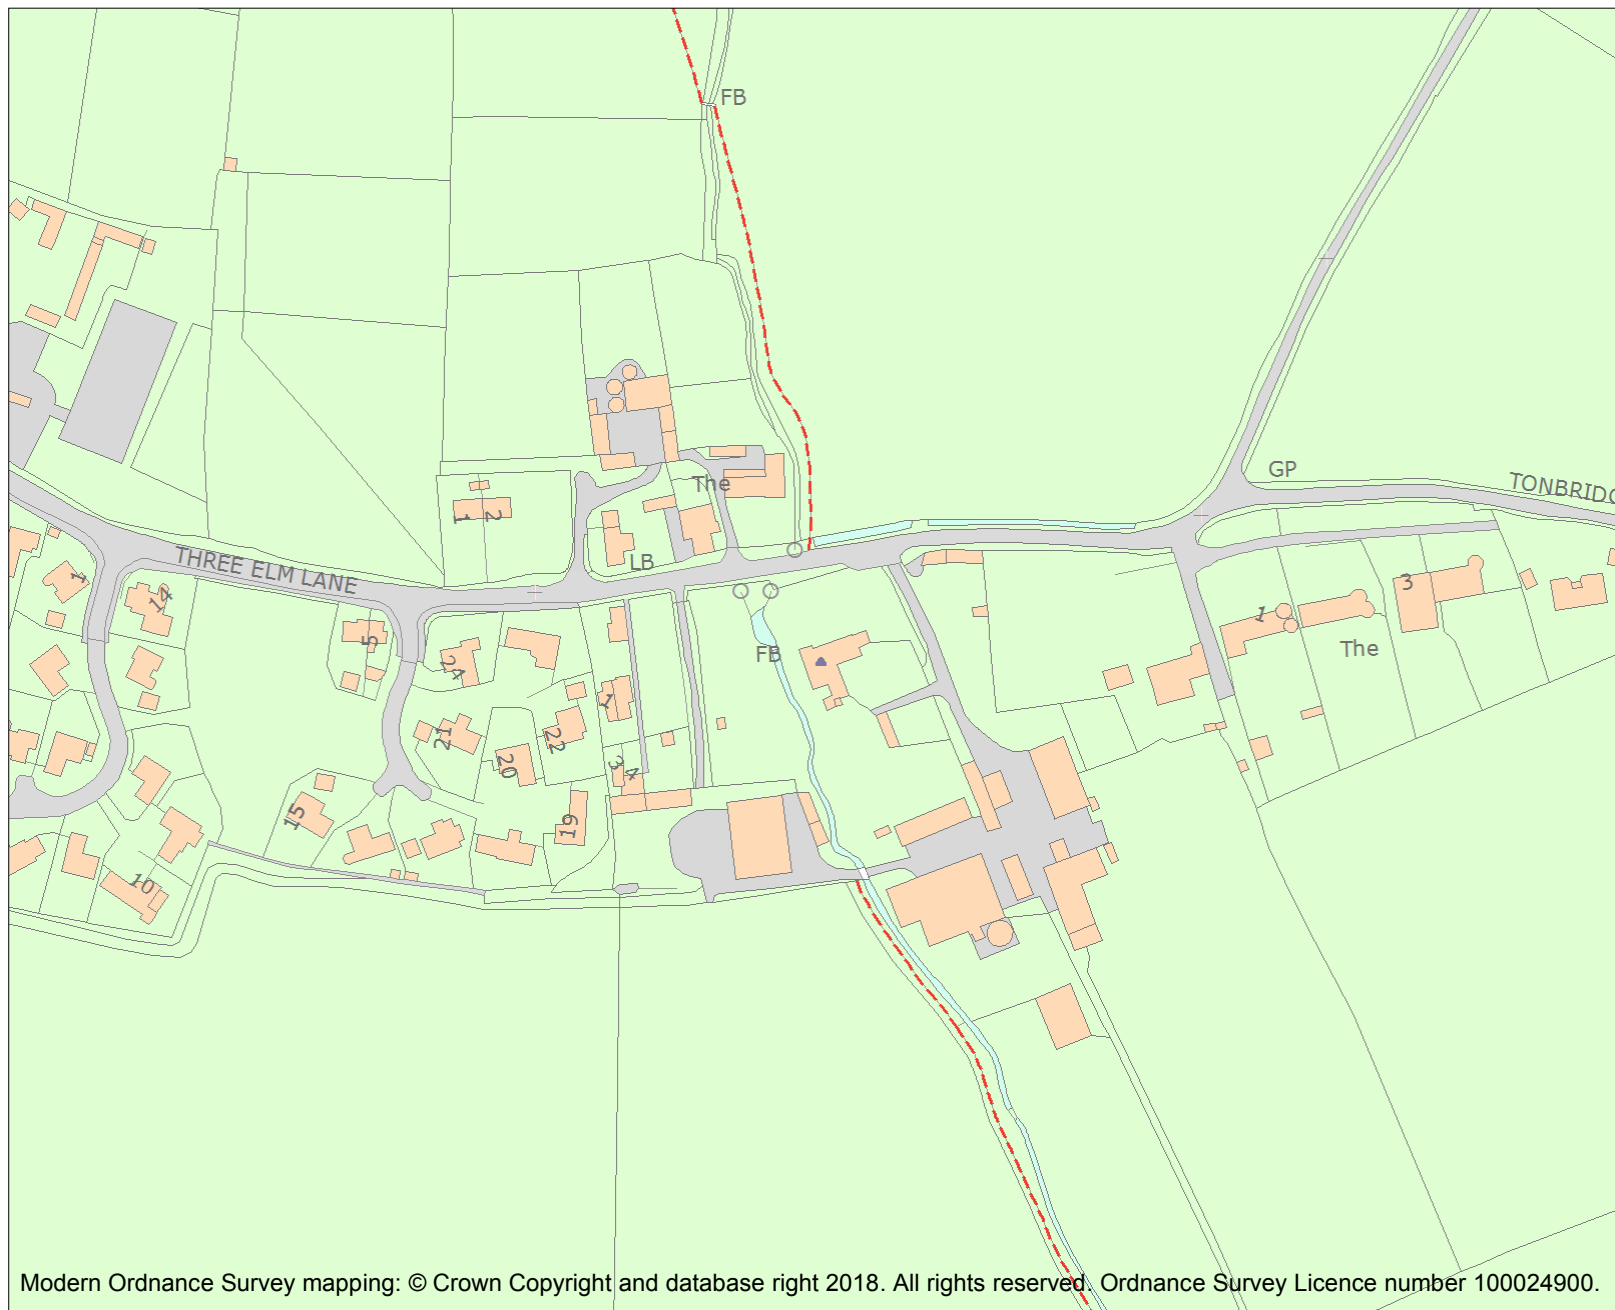 FB
GP
TONBRIDG
The
1
2
THREE ELM LANE
LB
1
14
5
24
FB
1
3
1
The
21
22
20
3
4
15
19
10
Modern Ordnance Survey mapping: © Crown Copyright and database right 2018. All rights reserved. Ordnance Survey Licence number 100024900.